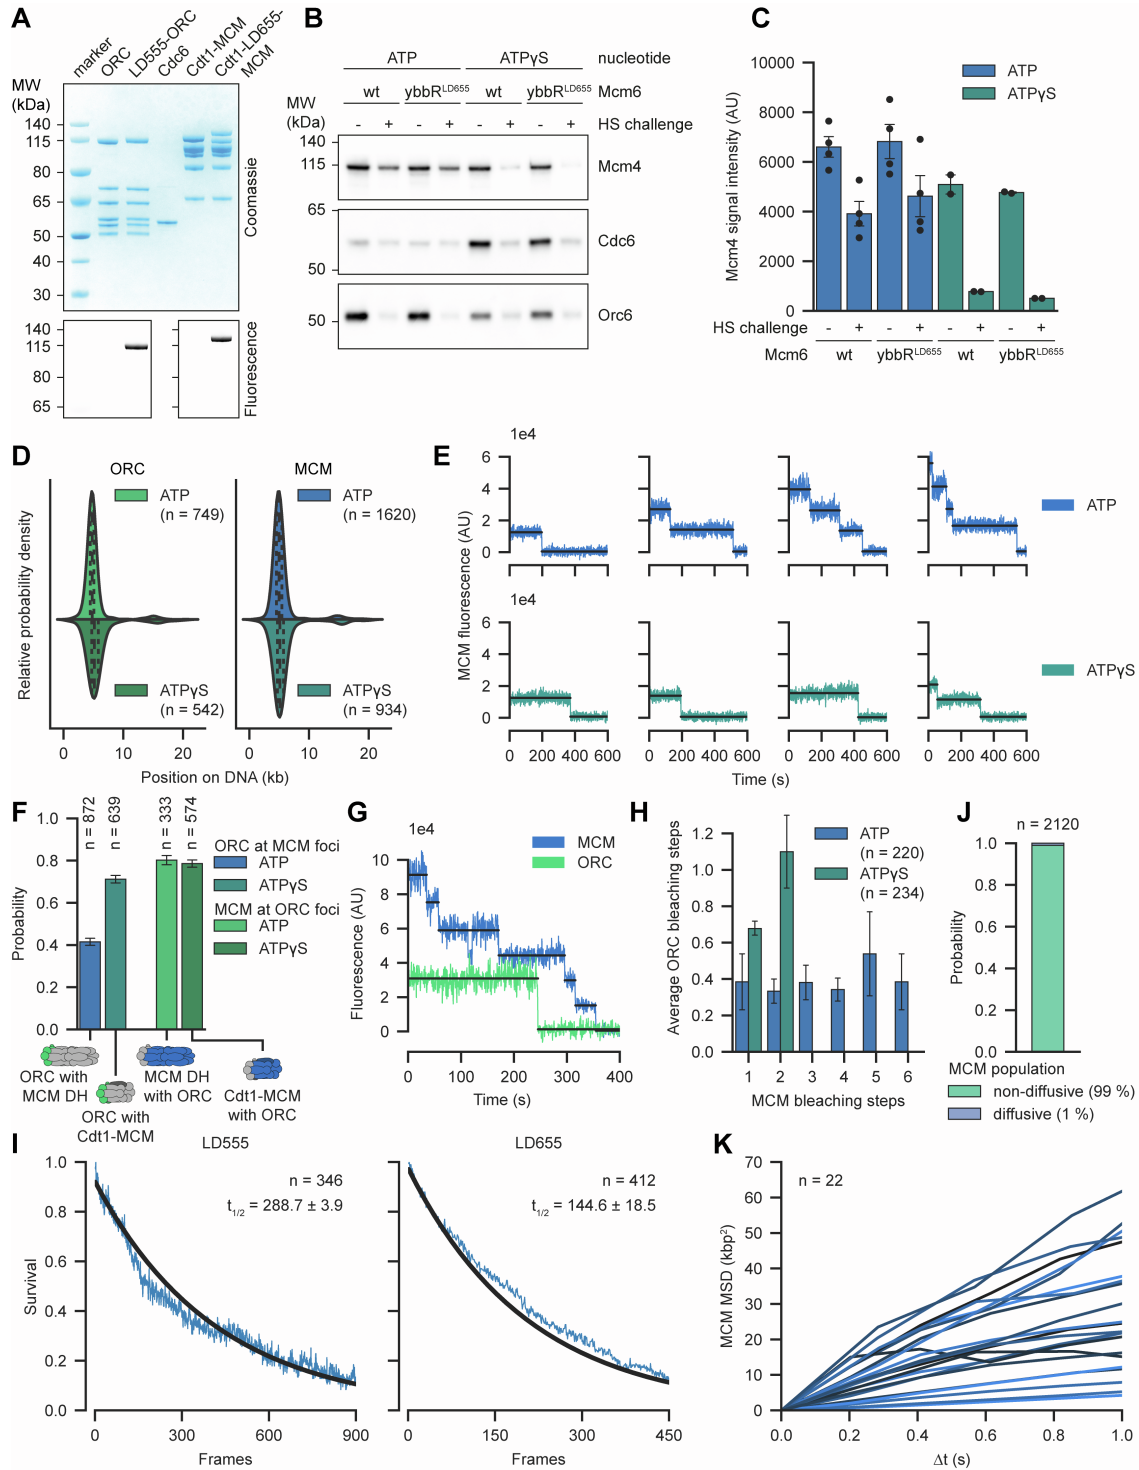 A
marker
ORC
LD555-ORC
Cdc6
Cdt1-MCM
Cdt1-LD655-
MCM
MW
(kDa)
140
115
80
65
50
40
30
Coomassie
140
115
80
65
Fluorescence
B
ATP
ATPγS
nucleotide
wt
ybbR^LD655
wt
ybbR^LD655
Mcm6
MW
(kDa)
-
+
-
+
-
+
-
+
HS challenge
140
115
Mcm4
65
50
Cdc6
50
Orc6
C
ATP
ATPγS
Mcm4 signal intensity (AU)
10000
8000
6000
4000
2000
0
HS challenge
-
+
-
+
-
+
-
+
Mcm6
wt
ybbR^LD655
wt
ybbR^LD655
D
ORC
MCM
Relative probability density
ATP
(n = 749)
ATPγS
(n = 542)
ATP
(n = 1620)
ATPγS
(n = 934)
0 10 20
0 10 20
Position on DNA (kb)
E
1e4
MCM fluorescence (AU)
6
4
2
0
ATP
1e4
6
4
2
0
ATPγS
0 200 400 600
0 200 400 600
0 200 400 600
0 200 400 600
Time (s)
F
n = 872
n = 639
n = 333
n = 574
Probability
1.0
0.8
0.6
0.4
0.2
0.0
ORC at MCM foci
ATP
ATPγS
MCM at ORC foci
ATP
ATPγS
ORC with
MCM DH
ORC with
Cdt1-MCM
MCM DH
with ORC
Cdt1-MCM
with ORC
G
1e4
MCM
ORC
Fluorescence (AU)
10
8
6
4
2
0
0 100 200 300 400
Time (s)
H
Average ORC bleaching steps
1.2
1.0
0.8
0.6
0.4
0.2
0.0
ATP
(n = 220)
ATPγS
(n = 234)
1 2 3 4 5 6
MCM bleaching steps
J
n = 2120
Probability
1.0
0.8
0.6
0.4
0.2
0.0
MCM population
non-diffusive (99 %)
diffusive (1 %)
I
LD555
n = 346
t1/2 = 288.7 ± 3.9
Survival
1.0
0.8
0.6
0.4
0.2
0.0
0 300 600 900
Frames
LD655
n = 412
t1/2 = 144.6 ± 18.5
0 150 300 450
Frames
K
n = 22
MCM MSD (kbp²)
70
60
50
40
30
20
10
0
0.0 0.2 0.4 0.6 0.8 1.0
Δt (s)